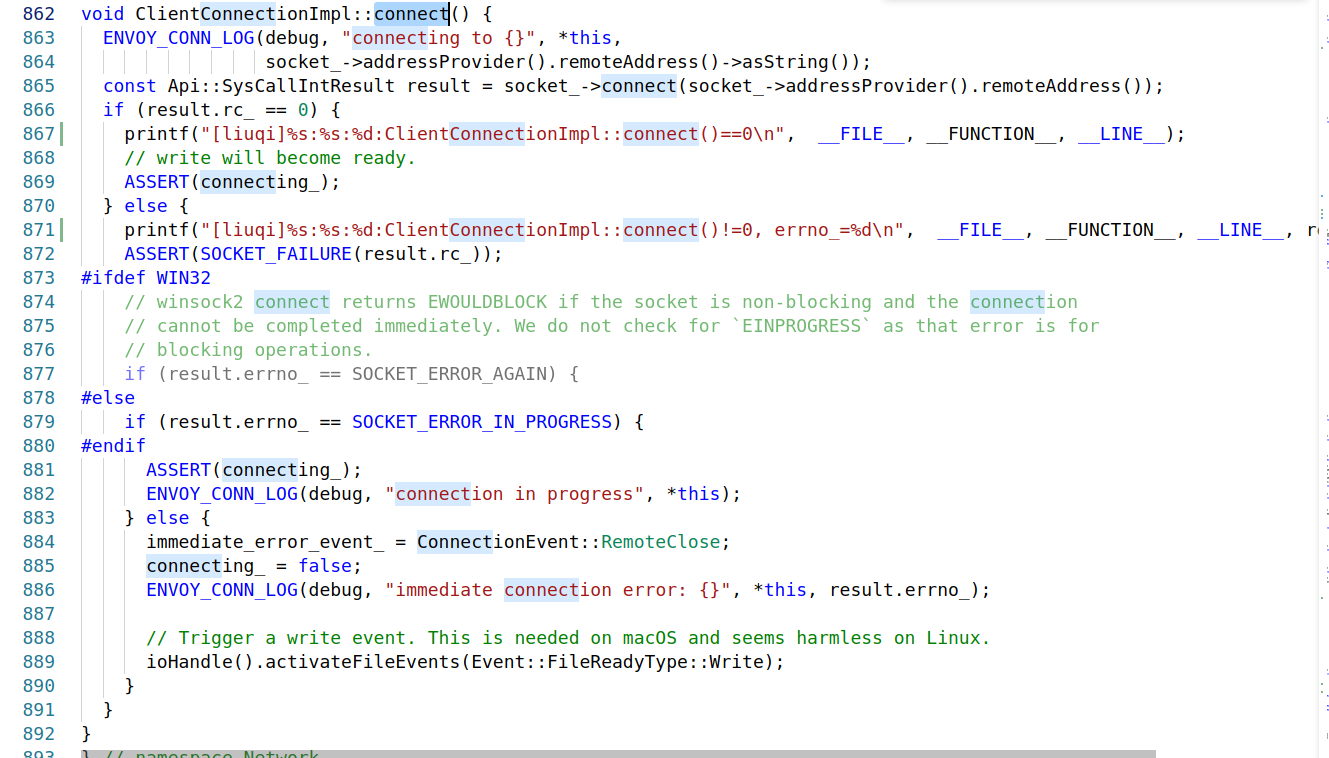 862 void ClientConnectionImpl::connect() {
863   ENVOY_CONN_LOG(debug, "connecting to {}", *this,
864                  socket_->addressProvider().remoteAddress()->asString());
865   const Api::SysCallIntResult result = socket_->connect(socket_->addressProvider().remoteAddress());
866   if (result.rc_ == 0) {
867     printf("[liuqi]%s:%s:%d:ClientConnectionImpl::connect()==0\n",  __FILE__, __FUNCTION__, __LINE__);
868     // write will become ready.
869     ASSERT(connecting_);
870   } else {
871     printf("[liuqi]%s:%s:%d:ClientConnectionImpl::connect()!=0, errno_=%d\n",  __FILE__, __FUNCTION__, __LINE__,
872     ASSERT(SOCKET_FAILURE(result.rc_));
873 #ifdef WIN32
874     // winsock2 connect returns EWOULDBLOCK if the socket is non-blocking and the connection
875     // cannot be completed immediately. We do not check for `EINPROGRESS` as that error is for
876     // blocking operations.
877     if (result.errno_ == SOCKET_ERROR_AGAIN) {
878 #else
879     if (result.errno_ == SOCKET_ERROR_IN_PROGRESS) {
880 #endif
881       ASSERT(connecting_);
882       ENVOY_CONN_LOG(debug, "connection in progress", *this);
883     } else {
884       immediate_error_event_ = ConnectionEvent::RemoteClose;
885       connecting_ = false;
886       ENVOY_CONN_LOG(debug, "immediate connection error: {}", *this, result.errno_);
887
888       // Trigger a write event. This is needed on macOS and seems harmless on Linux.
889       ioHandle().activateFileEvents(Event::FileReadyType::Write);
890     }
891   }
892 }
893 } // namespace Network